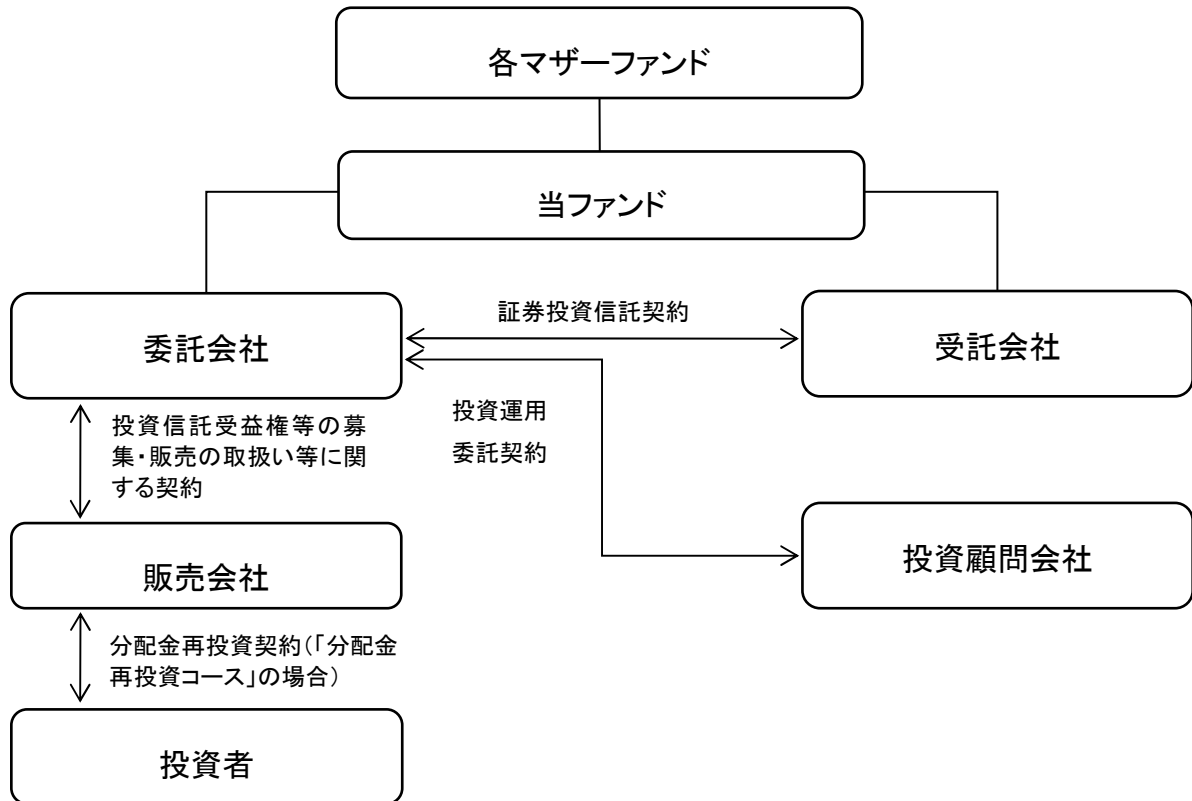 各マザーファンド
当ファンド
証券投資信託契約
委託会社
受託会社
投資信託受益権等の募
集・販売の取扱い等に関
する契約
投資運用
委託契約
販売会社
投資顧問会社
分配金再投資契約(「分配金
再投資コース」の場合)
投資者